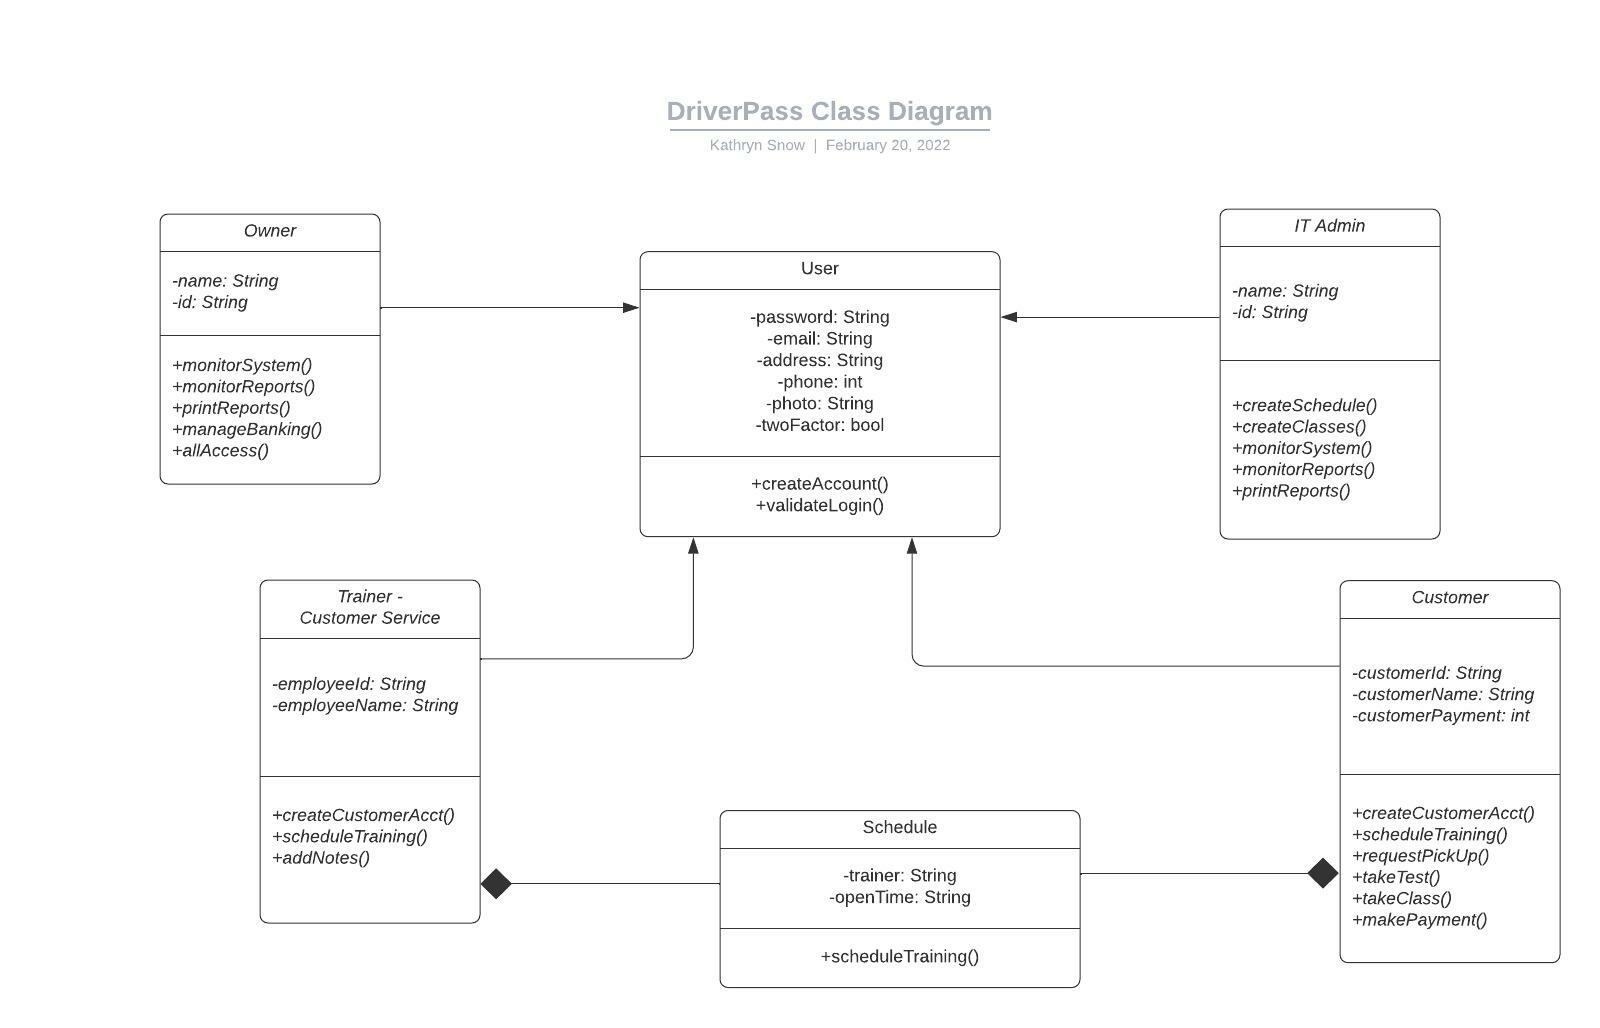 DriverPass Class Diagram
Kathryn Snow | February 20, 2022
Owner
-name: String
-id: String
+monitorSystem()
+monitorReports()
+printReports()
+manageBanking()
+allAccess()
User
-password: String
-email: String
-address: String
-phone: int
-photo: String
-twoFactor: bool
+createAccount()
+validateLogin()
IT Admin
-name: String
-id: String
+createSchedule()
+createClasses()
+monitorSystem()
+monitorReports()
+printReports()
Trainer -
Customer Service
-employeeId: String
-employeeName: String
+createCustomerAcct()
+scheduleTraining()
+addNotes()
Schedule
-trainer: String
-openTime: String
+scheduleTraining()
Customer
-customerId: String
-customerName: String
-customerPayment: int
+createCustomerAcct()
+scheduleTraining()
+requestPickUp()
+takeTest()
+takeClass()
+makePayment()